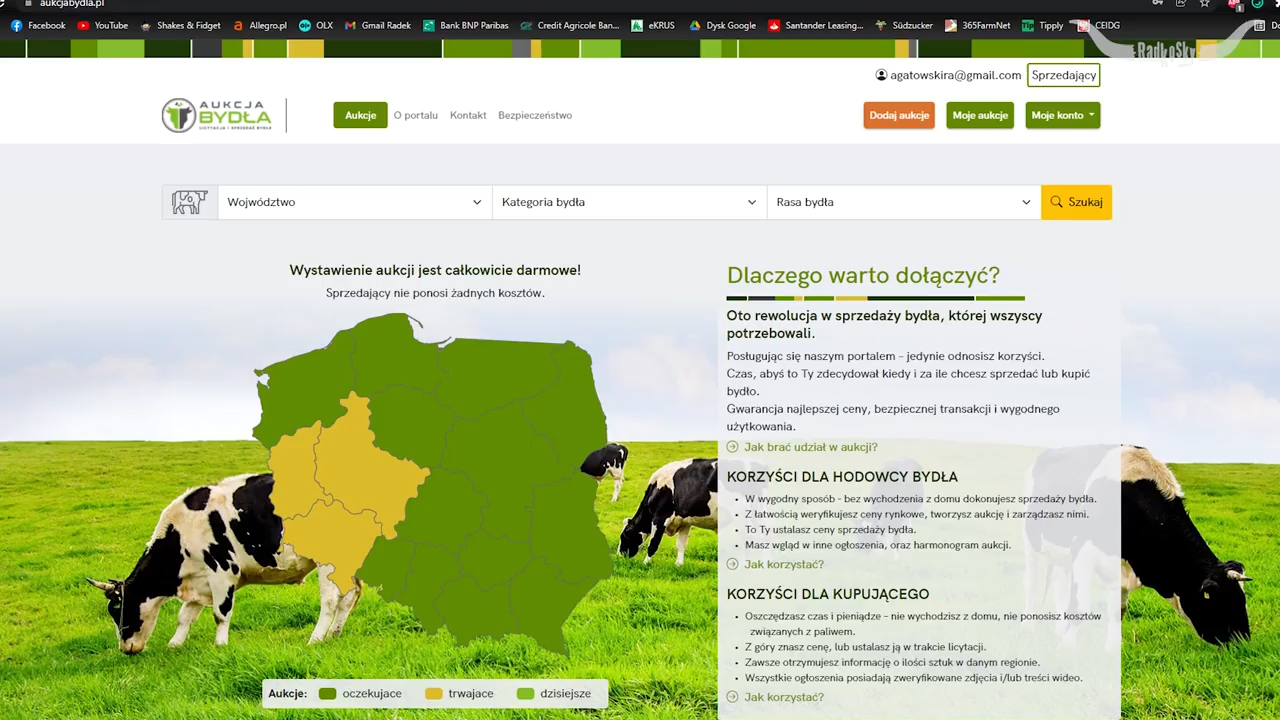 aukcjabydla.pl
Facebook
YouTube
Shakes & Fidget
Allegro.pl
OLX
Gmail Radek
Bank BNP Paribas
Credit Agricole Ban...
eKRUS
Dysk Google
Santander Leasing...
Südzucker
365FarmNet
Tipply
CEIDG
RadkoSky
agatowskira@gmail.com
Sprzedający
AUKCJA
BYDŁA
LICYTACJA I SPRZEDAŻ BYDŁA
Aukcje
O portalu
Kontakt
Bezpieczeństwo
Dodaj aukcje
Moje aukcje
Moje konto
Województwo
Kategoria bydła
Rasa bydła
Szukaj
Wystawienie aukcji jest całkowicie darmowe!
Sprzedający nie ponosi żadnych kosztów.
Aukcje:
oczekujace
trwajace
dzisiejsze
Dlaczego warto dołączyć?
Oto rewolucja w sprzedaży bydła, której wszyscy
potrzebowali.
Posługując się naszym portalem – jedynie odnosisz korzyści.
Czas, abyś to Ty zdecydował kiedy i za ile chcesz sprzedać lub kupić
bydło.
Gwarancja najlepszej ceny, bezpiecznej transakcji i wygodnego
użytkowania.
Jak brać udział w aukcji?
KORZYŚCI DLA HODOWCY BYDŁA
• W wygodny sposób - bez wychodzenia z domu dokonujesz sprzedaży bydła.
• Z łatwością weryfikujesz ceny rynkowe, tworzysz aukcję i zarządzasz nimi.
• To Ty ustalasz ceny sprzedaży bydła.
• Masz wgląd w inne ogłoszenia, oraz harmonogram aukcji.
Jak korzystać?
KORZYŚCI DLA KUPUJĄCEGO
• Oszczędzasz czas i pieniądze – nie wychodzisz z domu, nie ponosisz kosztów
związanych z paliwem.
• Z góry znasz cenę, lub ustalasz ją w trakcie licytacji.
• Zawsze otrzymujesz informację o ilości sztuk w danym regionie.
• Wszystkie ogłoszenia posiadają zweryfikowane zdjęcia i/lub treści wideo.
Jak korzystać?